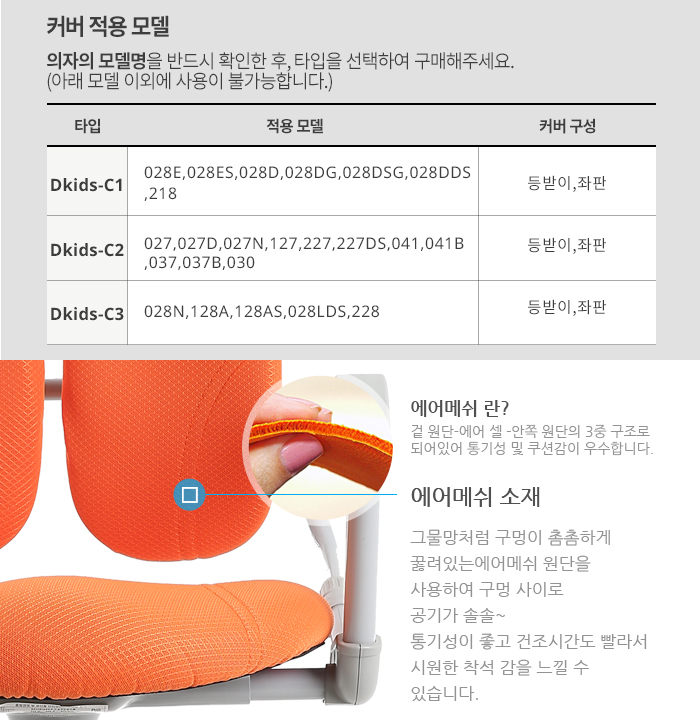 커버 적용 모델
의자의 모델명을 반드시 확인한 후, 타입을 선택하여 구매해주세요.
(아래 모델 이외에 사용이 불가능합니다.)
타입 적용 모델 커버 구성
Dkids-C1 028E,028ES,028D,028DG,028DSG,028DDS 등받이,좌판
,218
Dkids-C2 027,027D,027N,127,227,227DS,041,041B 등받이,좌판
,037,037B,030
Dkids-C3 028N,128A,128AS,028LDS,228 등받이,좌판
에어메쉬 란?
겉 원단-에어 셀 -안쪽 원단의 3중 구조로
되어있어 통기성 및 쿠션감이 우수합니다.
에어메쉬 소재
그물망처럼 구멍이 촘촘하게
꿇려있는에어메쉬 원단을
사용하여 구멍 사이로
공기가 솔솔~
통기성이 좋고 건조시간도 빨라서
시원한 착석 감을 느낄 수
있습니다.